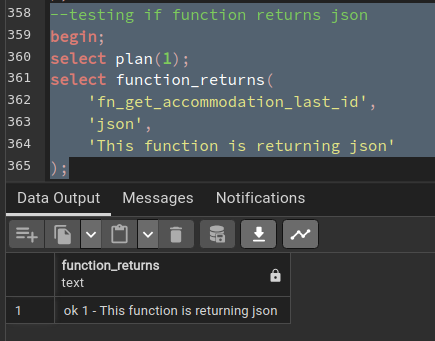 358 --testing if function returns json
359 begin;
360 select plan(1);
361 select function_returns(
362 'fn_get_accommodation_last_id',
363 'json',
364 'This function is returning json'
365 );
Data Output Messages Notifications
function_returns
text
1 ok 1 - This function is returning json